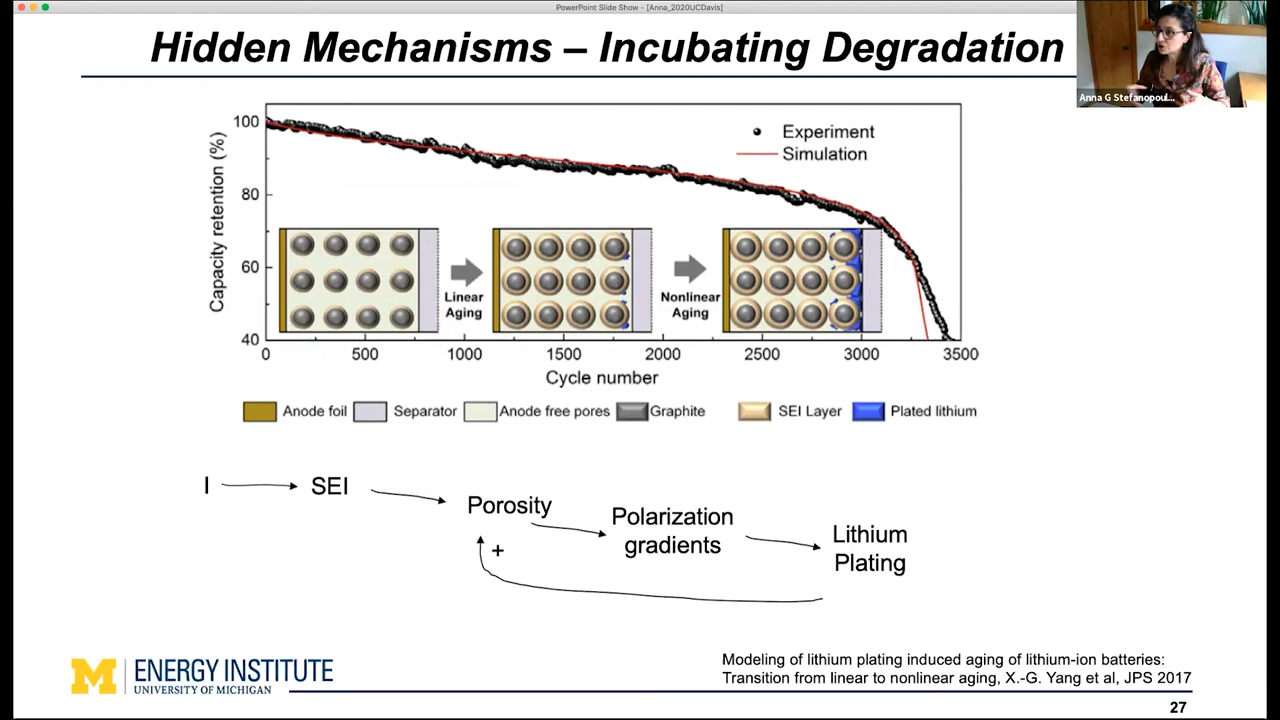 PowerPoint Slide Show - [Anna_2020UCDavis]
Hidden Mechanisms – Incubating Degradation
Anna G Stefanopoul...
Capacity retention (%)
100
80
60
40
Experiment
Simulation
Linear
Aging
Nonlinear
Aging
0 500 1000 1500 2000 2500 3000 3500
Cycle number
Anode foil Separator Anode free pores Graphite SEI Layer Plated lithium
I SEI
Porosity
Polarization
gradients
Lithium
Plating
+
M ENERGY INSTITUTE
UNIVERSITY OF MICHIGAN
Modeling of lithium plating induced aging of lithium-ion batteries:
Transition from linear to nonlinear aging, X.-G. Yang et al, JPS 2017
27